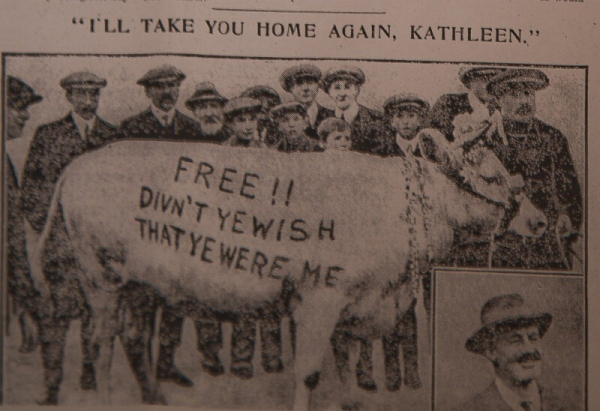 "I'LL TAKE YOU HOME AGAIN, KATHLEEN."
FREE!!
DIVN'T YE WISH
THAT YE WERE ME